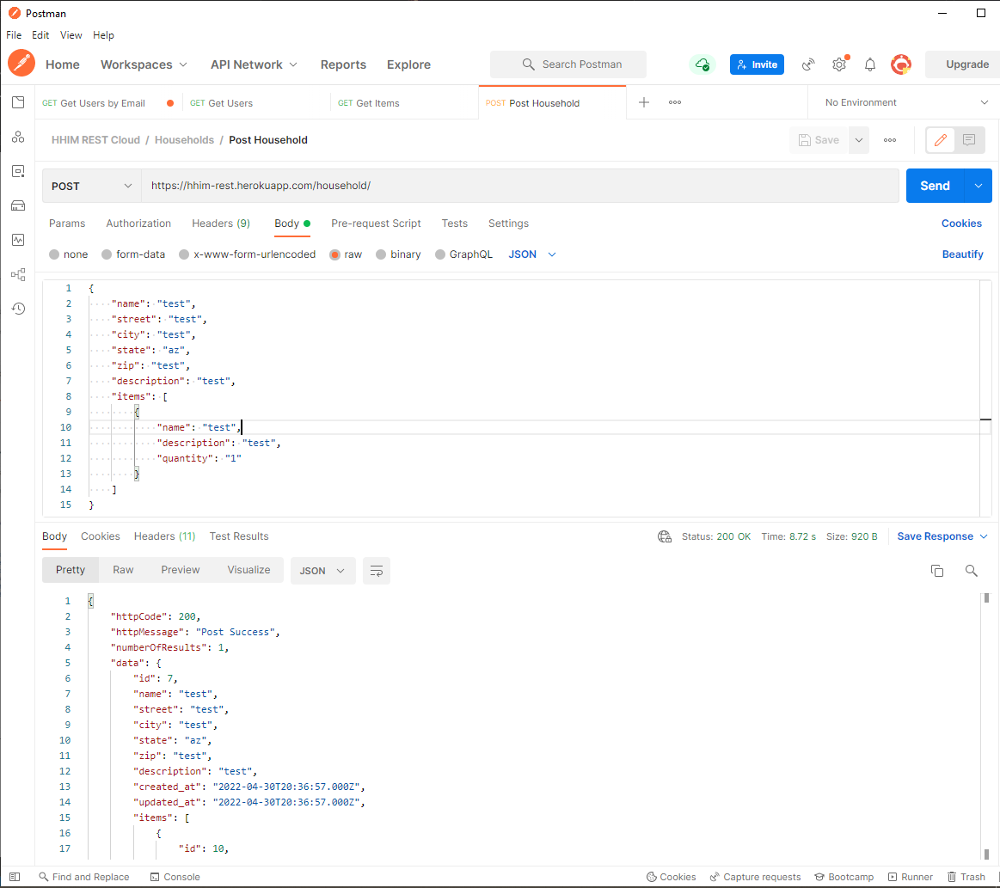 Postman
File Edit View Help
Home Workspaces API Network Reports Explore Search Postman Invite Upgrade
GET Get Users by Email GET Get Users GET Get Items POST Post Household No Environment
HHIM REST Cloud / Households / Post Household Save
POST https://hhim-rest.herokuapp.com/household/ Send
Params Authorization Headers (9) Body Pre-request Script Tests Settings Cookies
none form-data x-www-form-urlencoded raw binary GraphQL JSON Beautify
1 {
2 "name": "test",
3 "street": "test",
4 "city": "test",
5 "state": "az",
6 "zip": "test",
7 "description": "test",
8 "items": [
9 {
10 "name": "test",
11 "description": "test",
12 "quantity": "1"
13 }
14 ]
15 }
Body Cookies Headers (11) Test Results Status: 200 OK Time: 8.72 s Size: 920 B Save Response
Pretty Raw Preview Visualize JSON
1 {
2 "httpCode": 200,
3 "httpMessage": "Post Success",
4 "numberOfResults": 1,
5 "data": {
6 "id": 7,
7 "name": "test",
8 "street": "test",
9 "city": "test",
10 "state": "az",
11 "zip": "test",
12 "description": "test",
13 "created_at": "2022-04-30T20:36:57.000Z",
14 "updated_at": "2022-04-30T20:36:57.000Z",
15 "items": [
16 {
17 "id": 10,
Find and Replace Console Cookies Capture requests Bootcamp Runner Trash